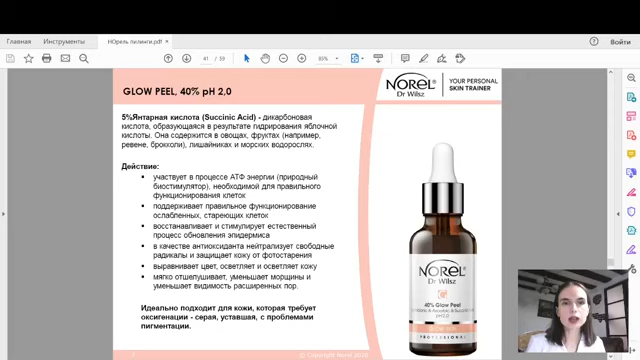 Главная
Инструменты
НОрель пилинги.pdf
×
Войти
41 / 59
85%
GLOW PEEL, 40% pH 2,0
NOREL®
Dr Wilsz
YOUR PERSONAL
SKIN TRAINER
5%Янтарная кислота (Succinic Acid) - дикарбоновая
кислота, образующаяся в результате гидрирования яблочной
кислоты. Она содержится в овощах, фруктах (например,
ревене, брокколи), лишайниках и морских водорослях.
Действие:
участвует в процессе АТФ энергии (природный
биостимулятор), необходимой для правильного
функционирования клеток
поддерживает правильное функционирование
ослабленных, стареющих клеток
восстанавливает и стимулирует естественный
процесс обновления эпидермиса
в качестве антиоксиданта нейтрализует свободные
радикалы и защищает кожу от фотостарения
выравнивает цвет, осветляет и осветляет кожу
мягко отшелушивает, уменьшает морщины и
уменьшает видимость расширенных пор.
Идеально подходит для кожи, которая требует
оксигенации - серая, уставшая, с проблемами
пигментации.
NOREL®
Dr Wilsz
40% Glow Peel
pH2,0
GLOW PEEL
PROFESSIONAL
© Copyright Norel 2020